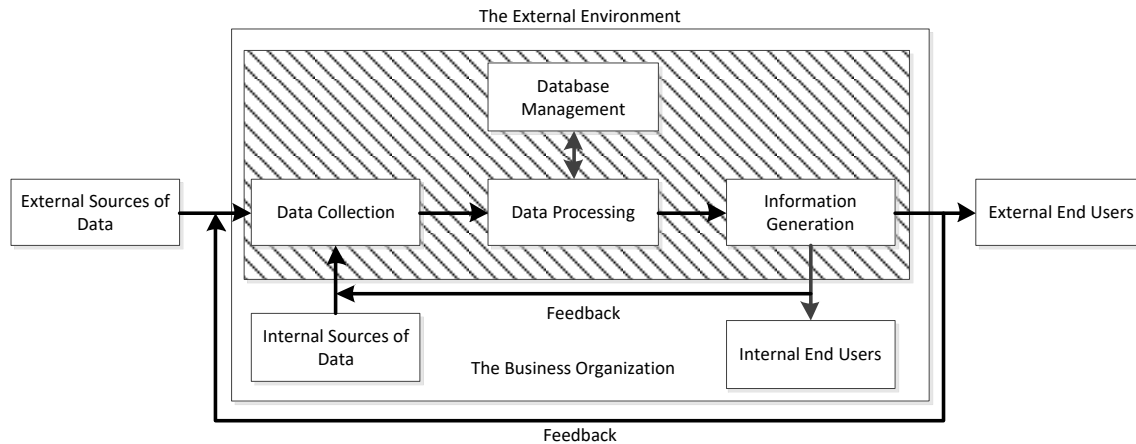 The External Environment
Database
Management
External Sources of
Data
Data Collection
Data Processing
Information
Generation
External End Users
Feedback
Internal Sources of
Data
Internal End Users
The Business Organization
Feedback